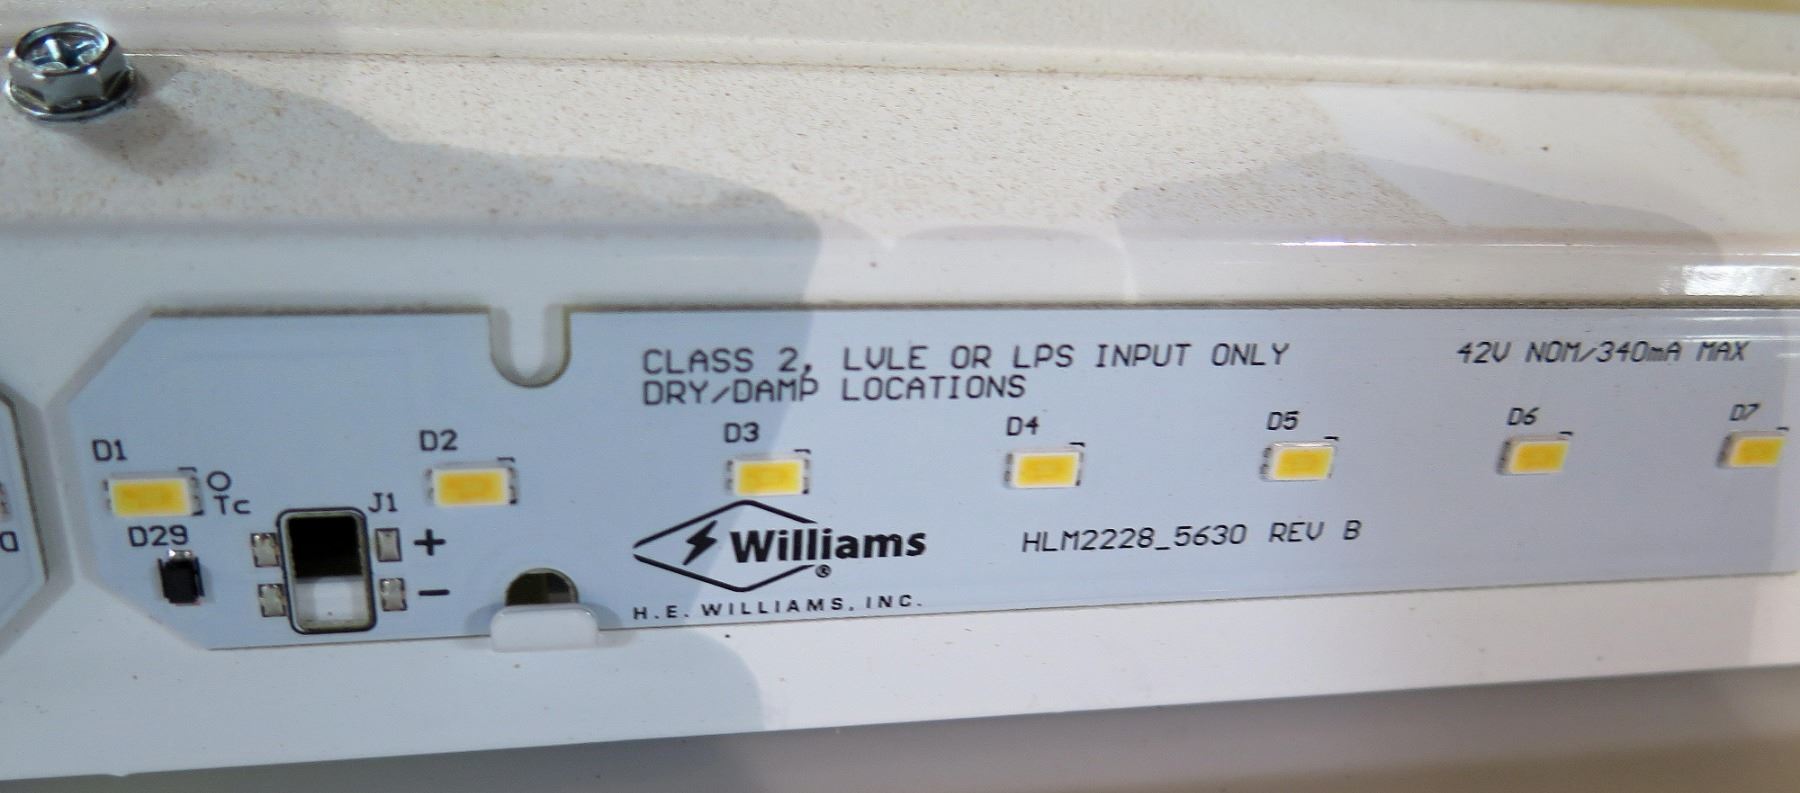 CLASS 2, LVLE OR LPS INPUT ONLY
DRY/DAMP LOCATIONS
42V NOM/340mA MAX
D1
D2
D3
D4
D5
D6
D7
Tc
J1
D29
+
-
Williams®
H.E. WILLIAMS, INC.
HLM2228_5630 REV B